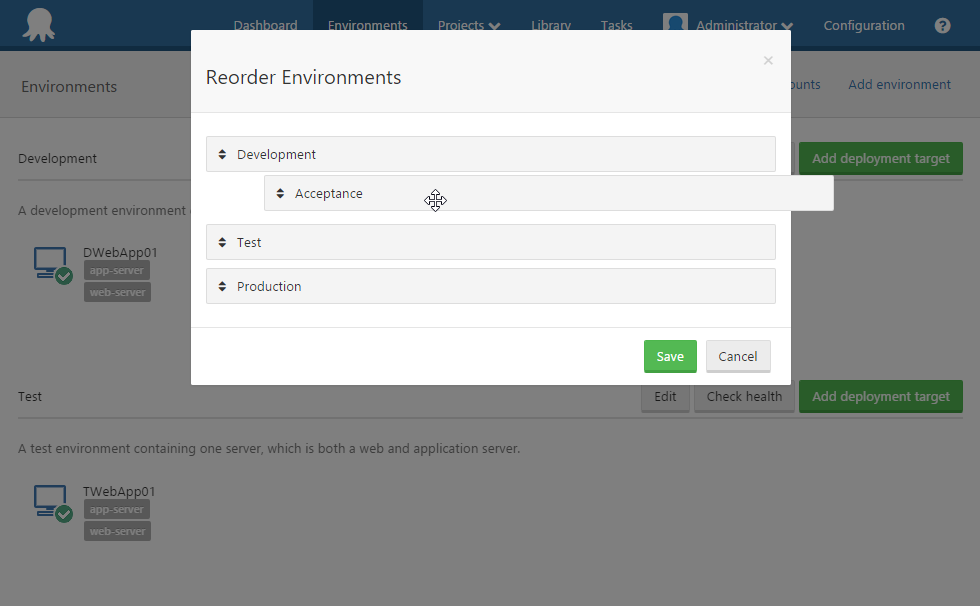 Dashboard Environments Projects Library Tasks Administrator Configuration ?
Reorder Environments ×
Environments ounts Add environment
Development
Acceptance
Test
Production
Save Cancel
Development Add deployment target
A development environment
DWebApp01
app-server
web-server
Test Edit Check health Add deployment target
A test environment containing one server, which is both a web and application server.
TWebApp01
app-server
web-server